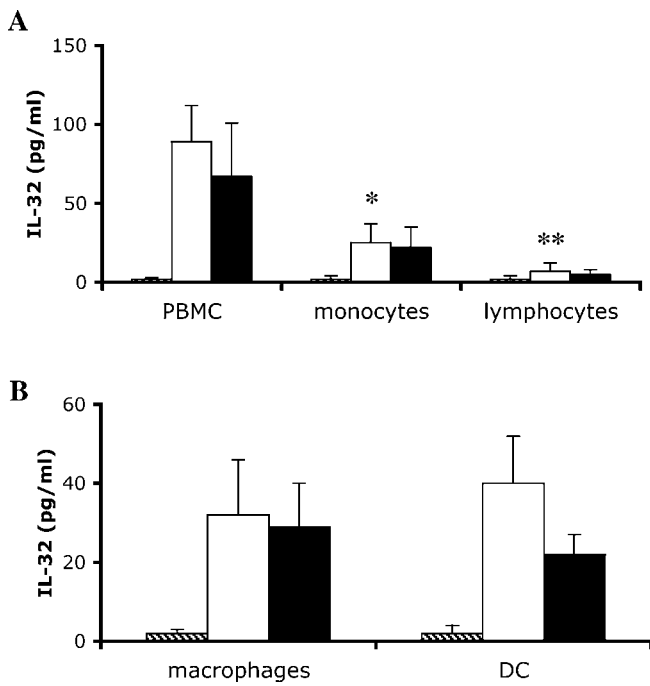 A
150
100
50
0
IL-32 (pg/ml)
*
**
PBMC monocytes lymphocytes
B
60
40
20
0
IL-32 (pg/ml)
macrophages DC